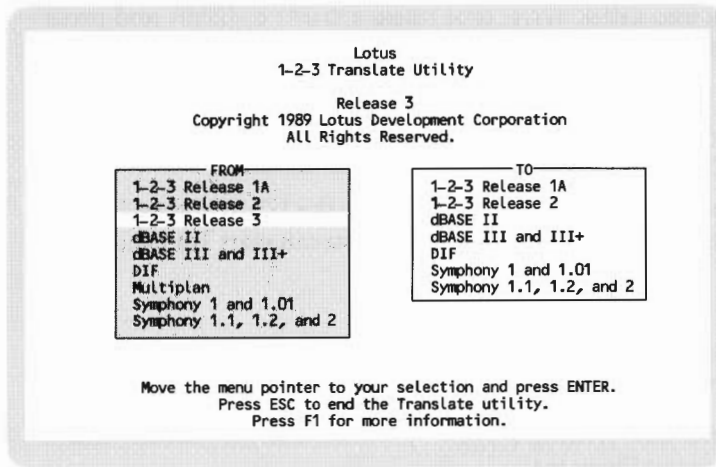 Lotus
1-2-3 Translate Utility
Release 3
Copyright 1989 Lotus Development Corporation
All Rights Reserved.
FROM
1-2-3 Release 1A
1-2-3 Release 2
1-2-3 Release 3
dBASE II
dBASE III and III+
DIF
Multiplan
Symphony 1 and 1.01
Symphony 1.1, 1.2, and 2
TO
1-2-3 Release 1A
1-2-3 Release 2
dBASE II
dBASE III and III+
DIF
Symphony 1 and 1.01
Symphony 1.1, 1.2, and 2
Move the menu pointer to your selection and press ENTER.
Press ESC to end the Translate utility.
Press F1 for more information.